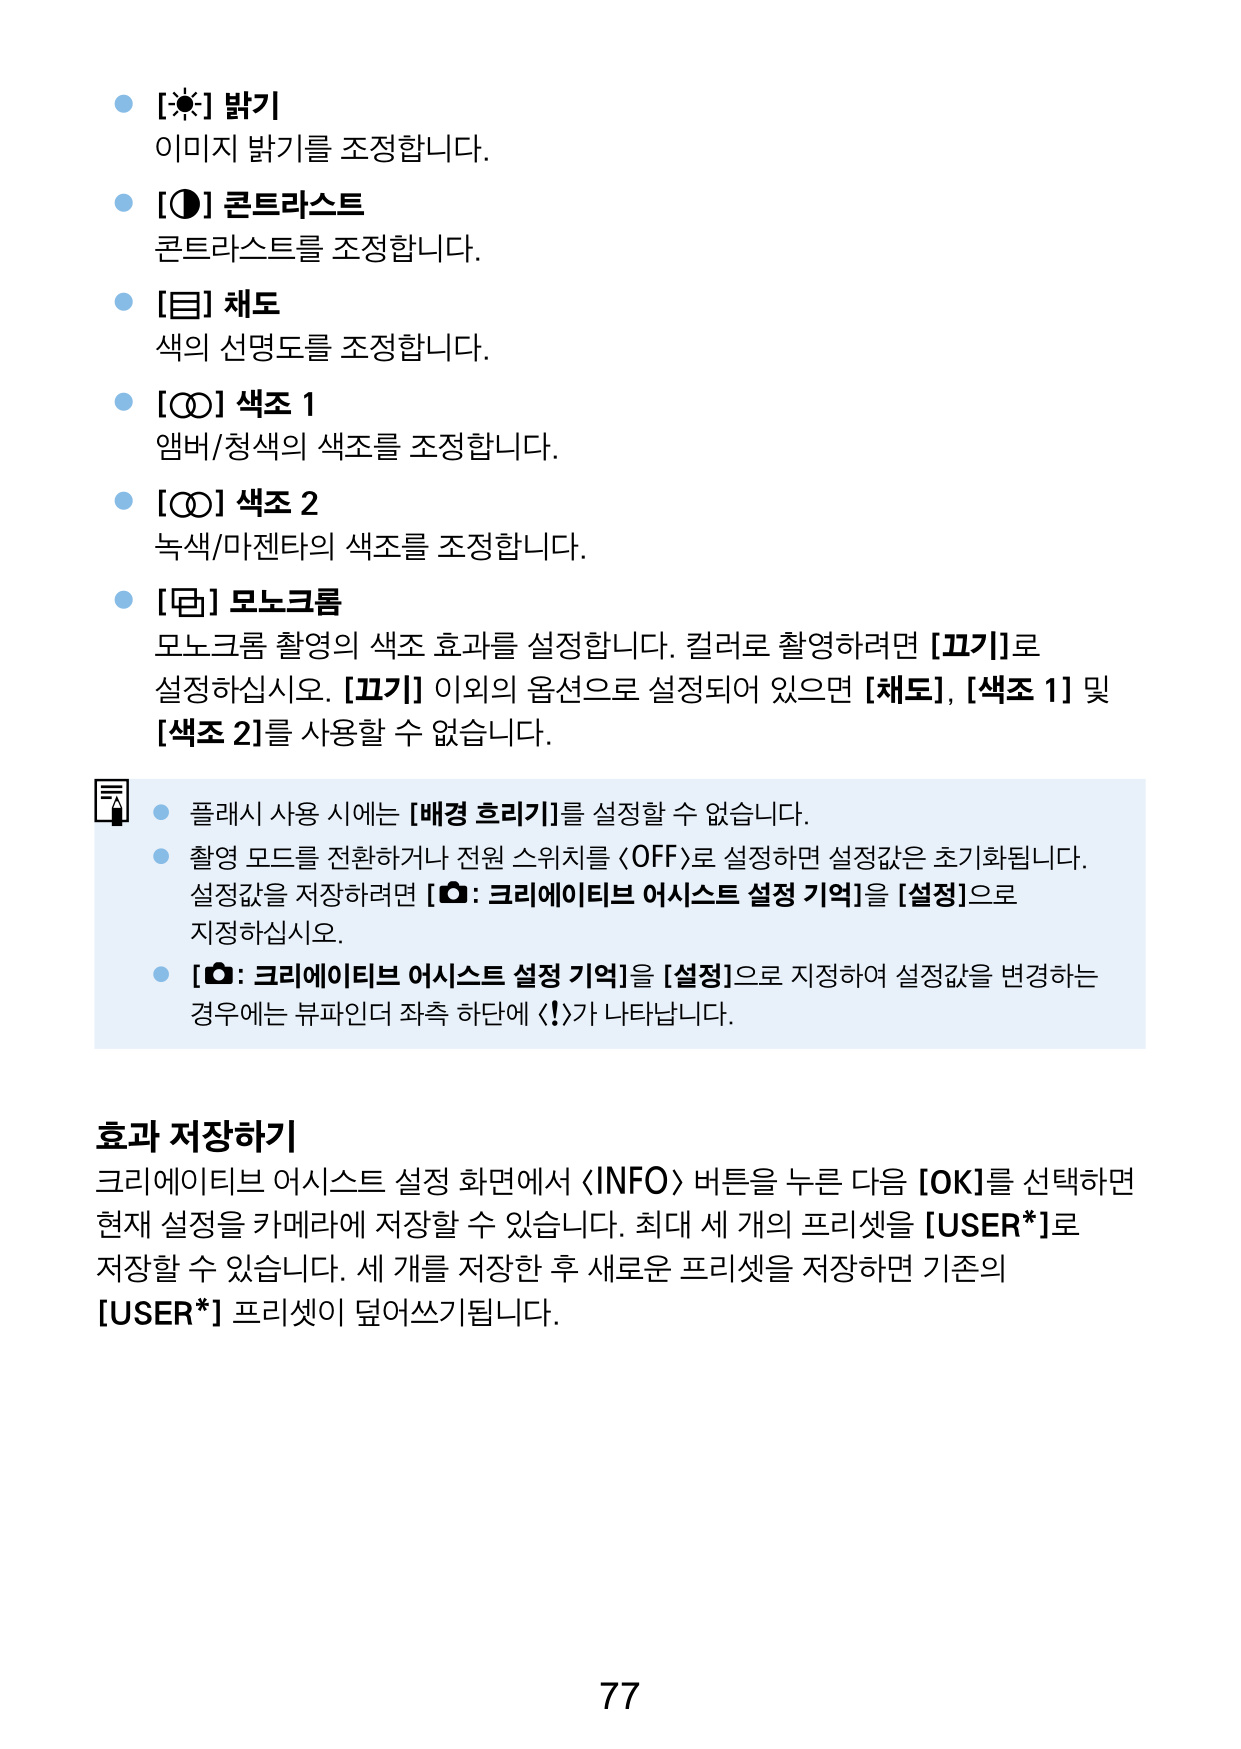 [☀] 밝기
이미지 밝기를 조정합니다.
[◑] 콘트라스트
콘트라스트를 조정합니다.
[] 채도
색의 선명도를 조정합니다.
[] 색조 1
앰버/청색의 색조를 조정합니다.
[] 색조 2
녹색/마젠타의 색조를 조정합니다.
[] 모노크롬
모노크롬 촬영의 색조 효과를 설정합니다. 컬러로 촬영하려면 [끄기]로
설정하십시오. [끄기] 이외의 옵션으로 설정되어 있으면 [채도], [색조 1] 및
[색조 2]를 사용할 수 없습니다.
플래시 사용 시에는 [배경 흐리기]를 설정할 수 없습니다.
촬영 모드를 전환하거나 전원 스위치를 〈OFF〉로 설정하면 설정값은 초기화됩니다.
설정값을 저장하려면 [: 크리에이티브 어시스트 설정 기억]을 [설정]으로
지정하십시오.
[: 크리에이티브 어시스트 설정 기억]을 [설정]으로 지정하여 설정값을 변경하는
경우에는 뷰파인더 좌측 하단에 〈!〉가 나타납니다.
효과 저장하기
크리에이티브 어시스트 설정 화면에서 〈INFO〉 버튼을 누른 다음 [OK]를 선택하면
현재 설정을 카메라에 저장할 수 있습니다. 최대 세 개의 프리셋을 [USER*]로
저장할 수 있습니다. 세 개를 저장한 후 새로운 프리셋을 저장하면 기존의
[USER*] 프리셋이 덮어쓰기됩니다.
77